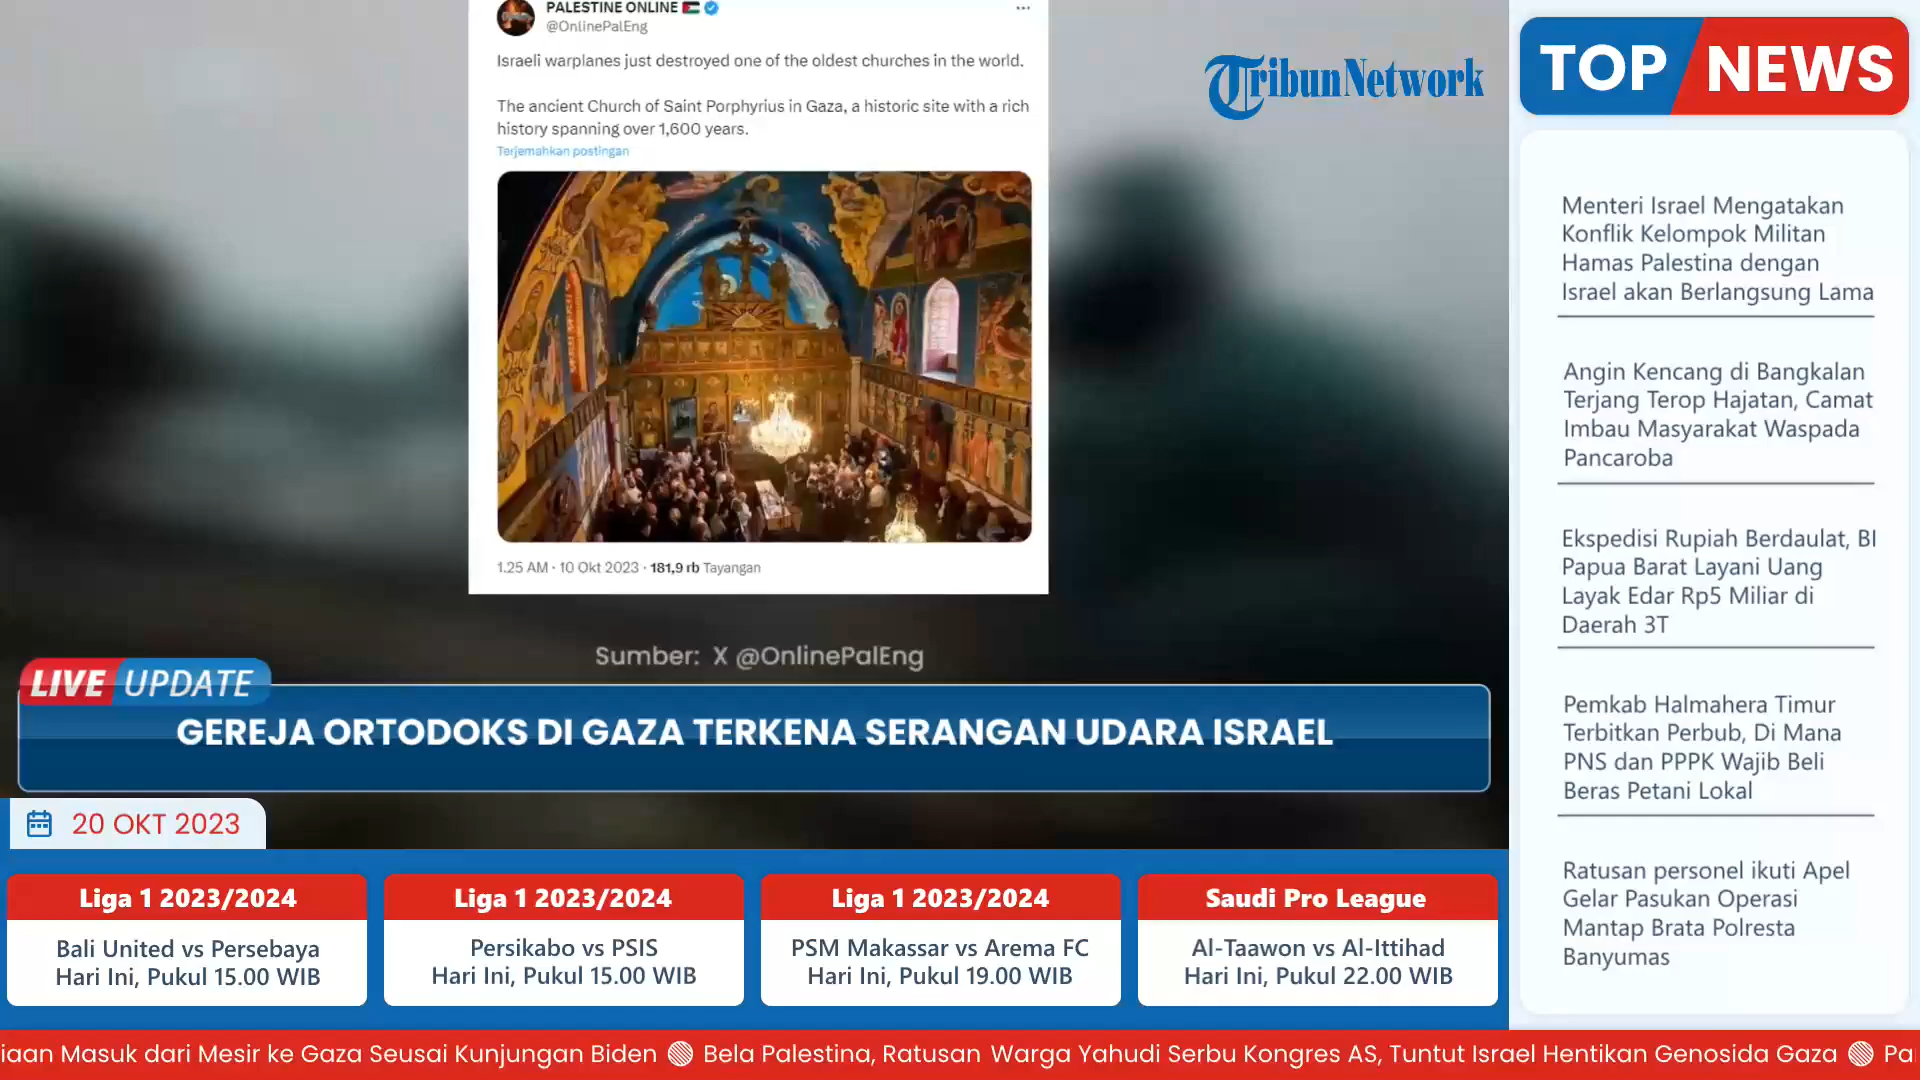 PALESTINE ONLINE
@OnlinePalEng
Israeli warplanes just destroyed one of the oldest churches in the world.
The ancient Church of Saint Porphyrius in Gaza, a historic site with a rich
history spanning over 1,600 years.
Terjemahkan postingan
1.25 AM · 10 Okt 2023 · 181,9 rb Tayangan
Sumber: X @OnlinePalEng
TribunNetwork
LIVE UPDATE
GEREJA ORTODOKS DI GAZA TERKENA SERANGAN UDARA ISRAEL
20 OKT 2023
Liga 1 2023/2024
Bali United vs Persebaya
Hari Ini, Pukul 15.00 WIB
Liga 1 2023/2024
Persikabo vs PSIS
Hari Ini, Pukul 15.00 WIB
Liga 1 2023/2024
PSM Makassar vs Arema FC
Hari Ini, Pukul 19.00 WIB
Saudi Pro League
Al-Taawon vs Al-Ittihad
Hari Ini, Pukul 22.00 WIB
TOP NEWS
Menteri Israel Mengatakan
Konflik Kelompok Militan
Hamas Palestina dengan
Israel akan Berlangsung Lama
Angin Kencang di Bangkalan
Terjang Terop Hajatan, Camat
Imbau Masyarakat Waspada
Pancaroba
Ekspedisi Rupiah Berdaulat, BI
Papua Barat Layani Uang
Layak Edar Rp5 Miliar di
Daerah 3T
Pemkab Halmahera Timur
Terbitkan Perbub, Di Mana
PNS dan PPPK Wajib Beli
Beras Petani Lokal
Ratusan personel ikuti Apel
Gelar Pasukan Operasi
Mantap Brata Polresta
Banyumas
iaan Masuk dari Mesir ke Gaza Seusai Kunjungan Biden Bela Palestina, Ratusan Warga Yahudi Serbu Kongres AS, Tuntut Israel Hentikan Genosida Gaza Pa